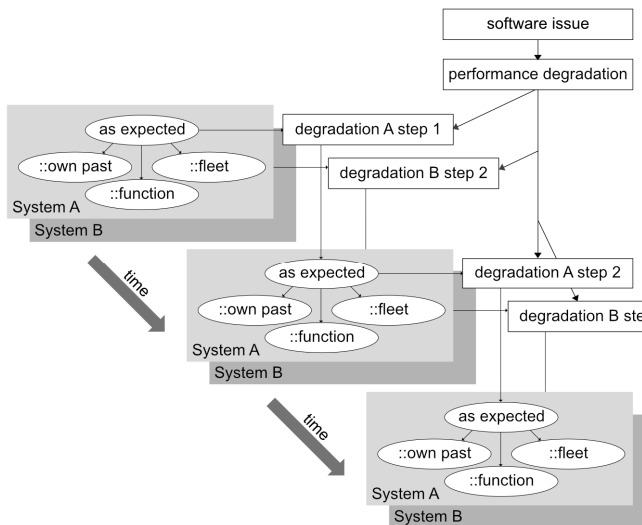 software issue
performance degradation
degradation A step 1
as expected
::own past
::fleet
::function
degradation B step 2
System A
System B
time
as expected
degradation A step 2
::own past
::fleet
::function
degradation B ste
System A
System B
time
as expected
::own past
::fleet
::function
System A
System B